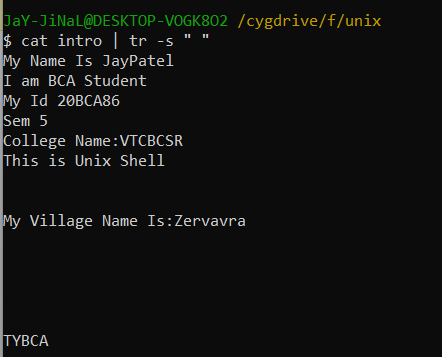 JaY-JiNaL@DESKTOP-VOGK8O2 /cygdrive/f/unix
$ cat intro | tr -s " "
My Name Is JayPatel
I am BCA Student
My Id 20BCA86
Sem 5
College Name:VTCBCSR
This is Unix Shell
My Village Name Is:Zervavra
TYBCA